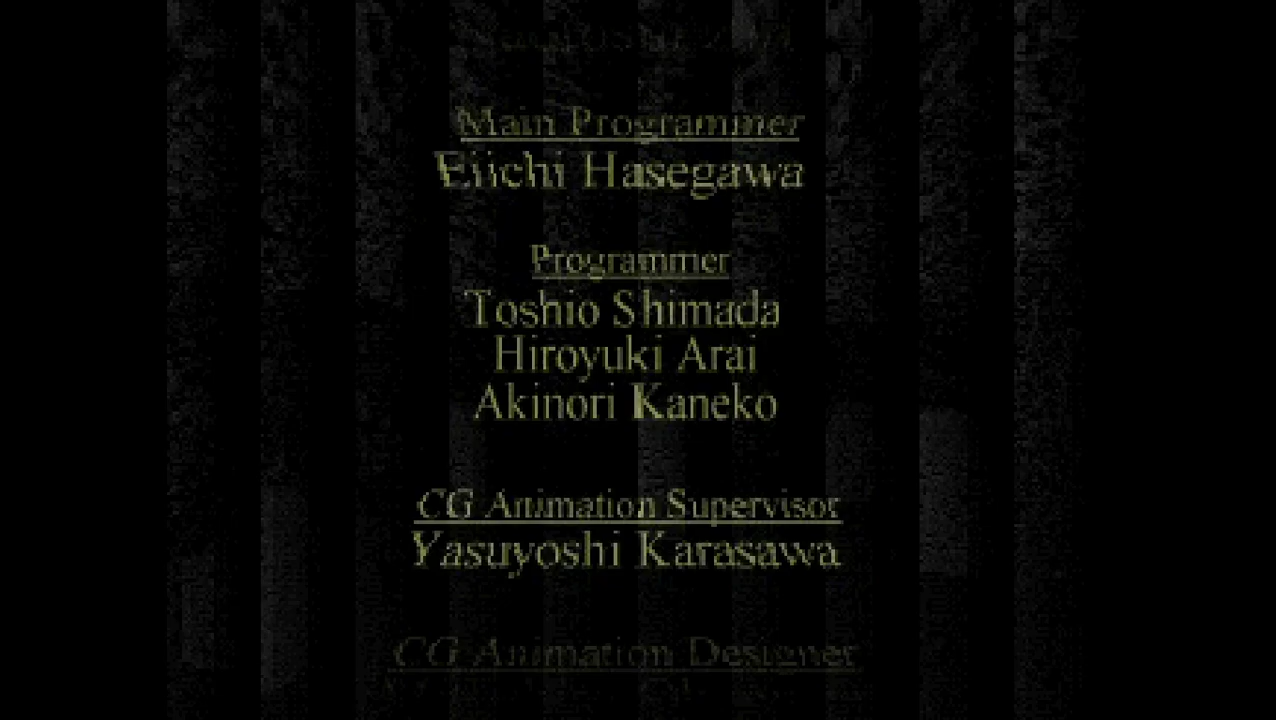 Main Programmer
Eiichi Hasegawa
Programmer
Toshio Shimada
Hiroyuki Arai
Akinori Kaneko
CG Animation Supervisor
Yasuyoshi Karasawa
CG Animation Designer